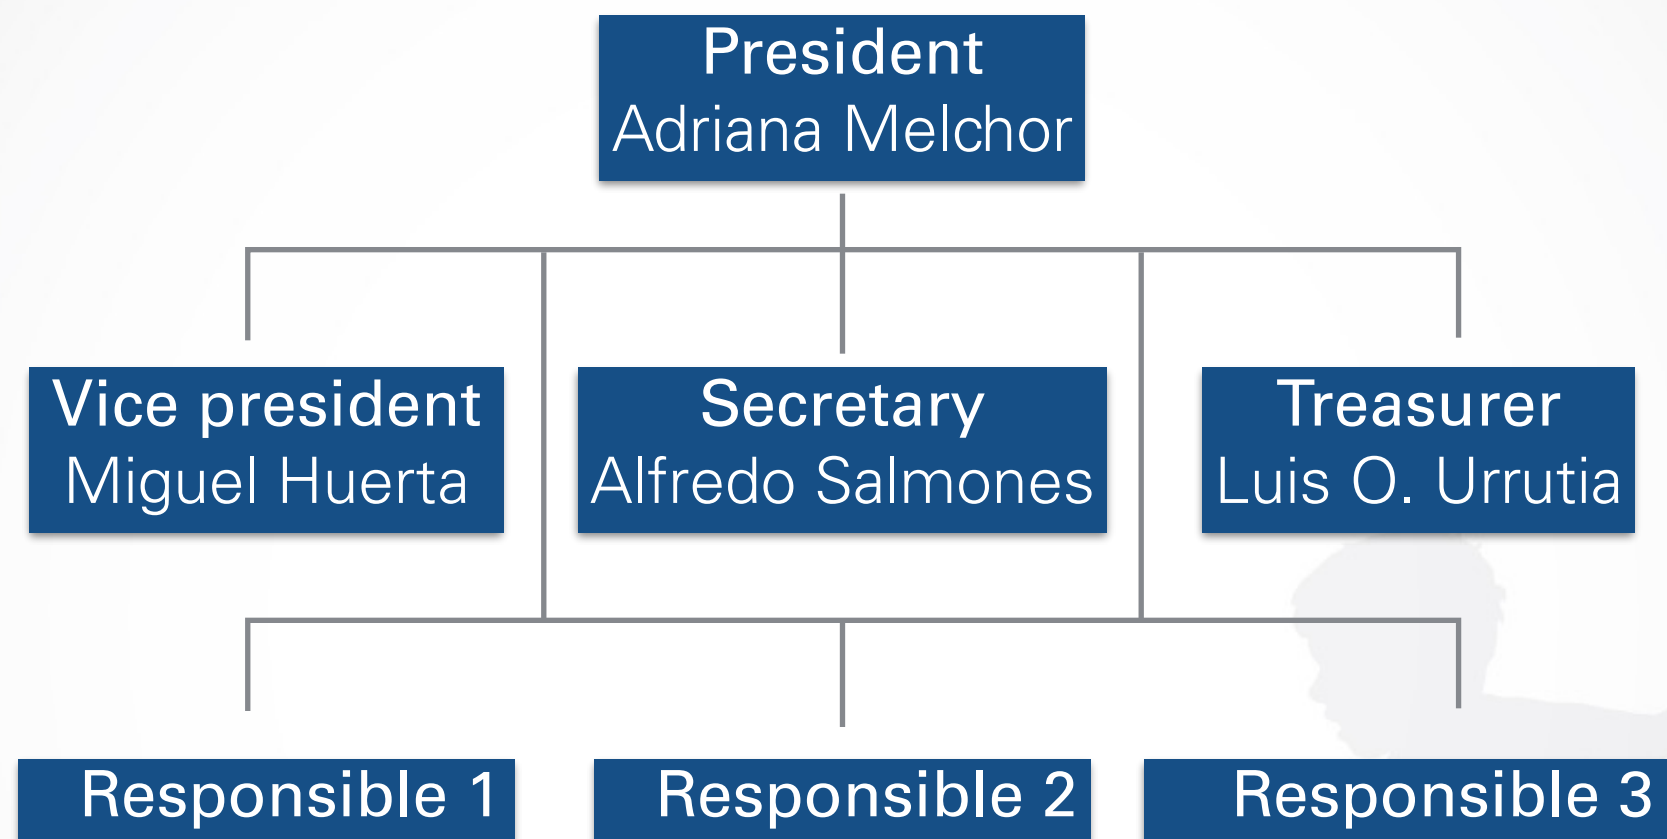 President
Adriana Melchor
Vice president
Miguel Huerta
Secretary
Alfredo Salmones
Treasurer
Luis O. Urrutia
Responsible 1
Responsible 2
Responsible 3